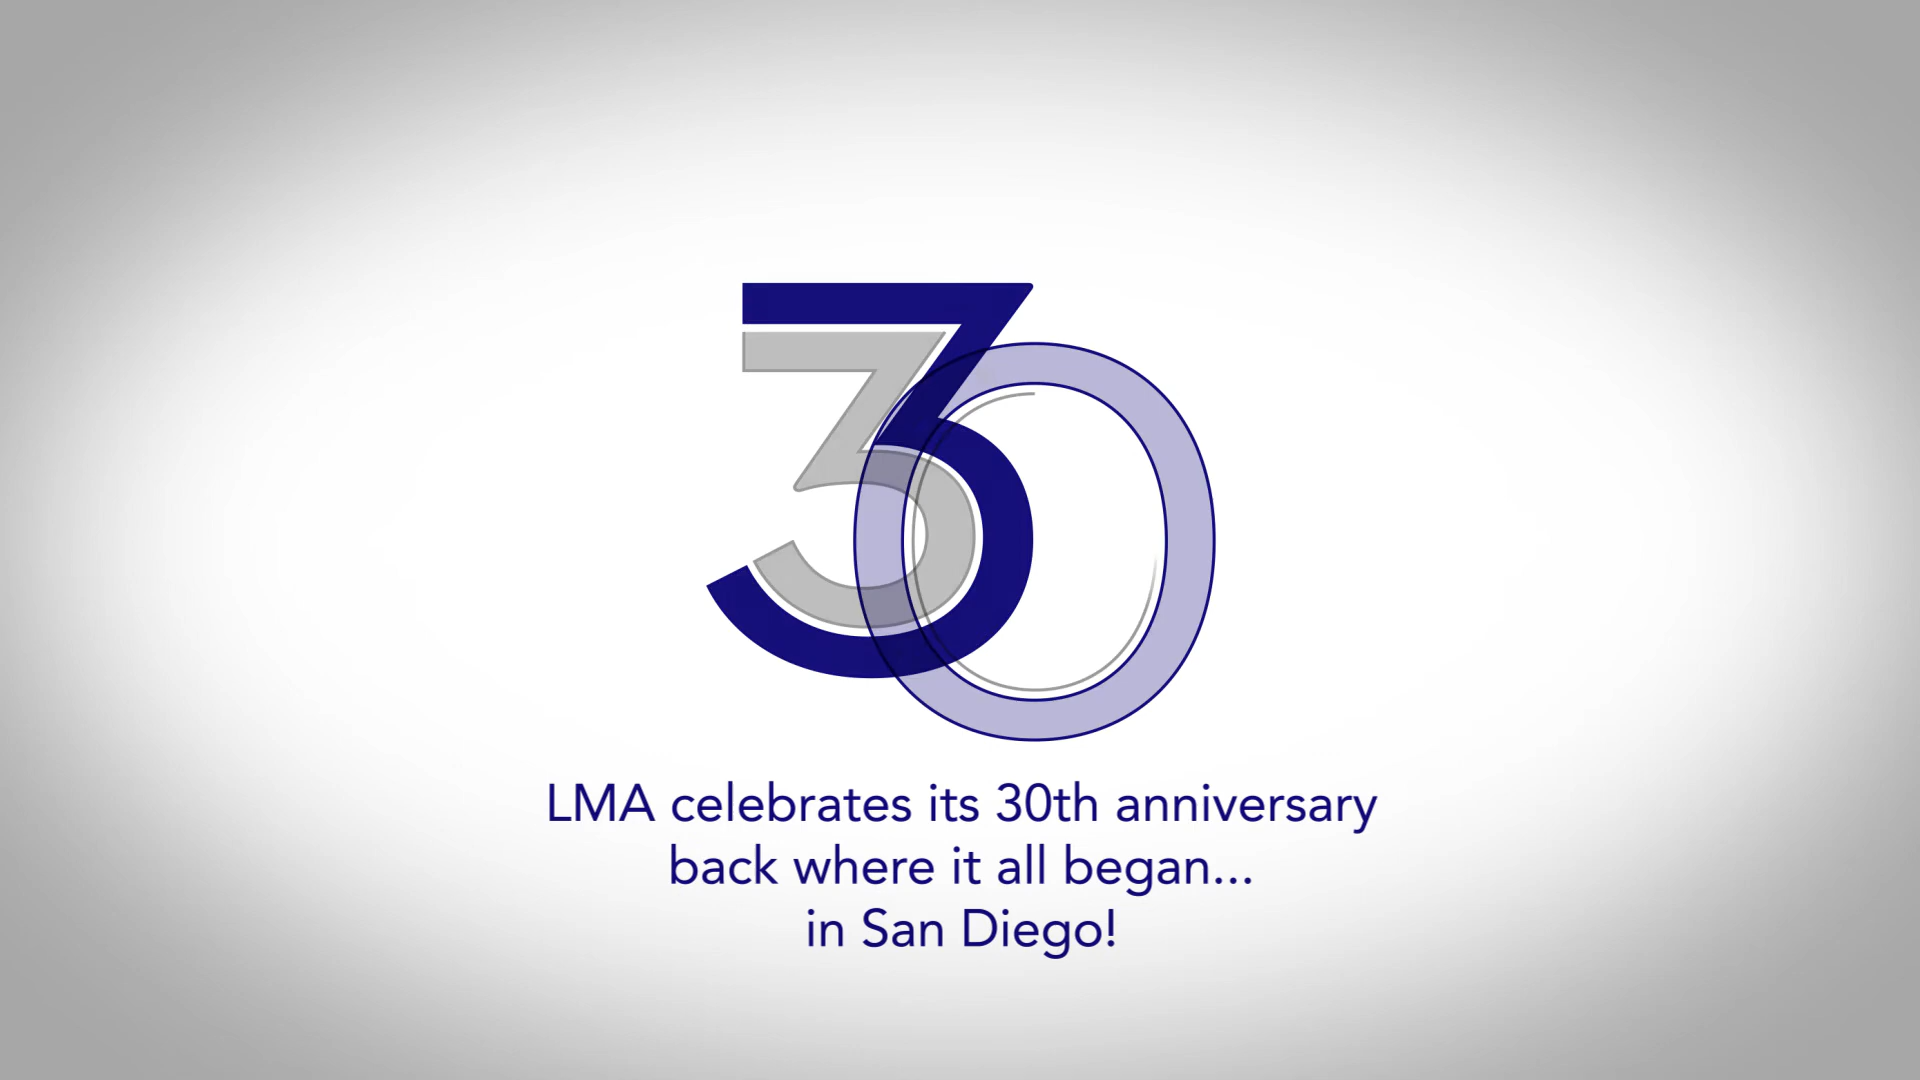 30
LMA celebrates its 30th anniversary
back where it all began...
in San Diego!